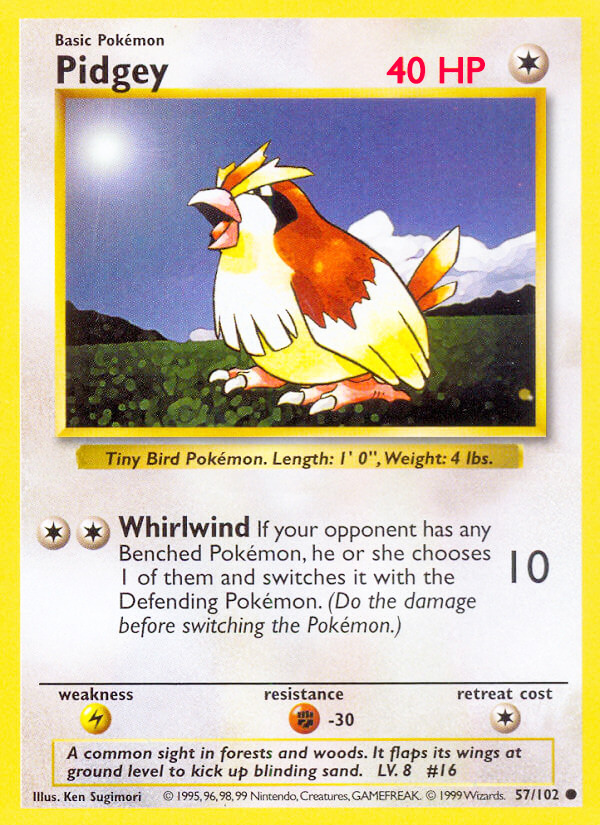 Basic Pokémon
Pidgey 40 HP
Tiny Bird Pokémon. Length: 1' 0", Weight: 4 lbs.
Whirlwind If your opponent has any
Benched Pokémon, he or she chooses
1 of them and switches it with the
Defending Pokémon. (Do the damage
before switching the Pokémon.)
10
weakness resistance retreat cost
-30
A common sight in forests and woods. It flaps its wings at
ground level to kick up blinding sand. LV. 8 #16
Illus. Ken Sugimori © 1995, 96, 98, 99 Nintendo, Creatures, GAMEFREAK. © 1999 Wizards. 57/102